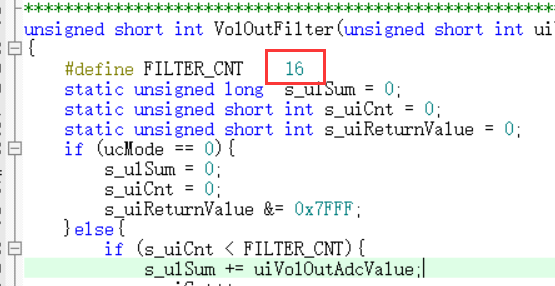 *****************************************************
unsigned short int VolOutFilter(unsigned short int ui
{
#define FILTER_CNT 16
static unsigned long s_ulSum = 0;
static unsigned short int s_uiCnt = 0;
static unsigned short int s_uiReturnValue = 0;
if (ucMode == 0){
s_ulSum = 0;
s_uiCnt = 0;
s_uiReturnValue &= 0x7FFF;
}else{
if (s_uiCnt < FILTER_CNT){
s_ulSum += uiVolOutAdcValue;